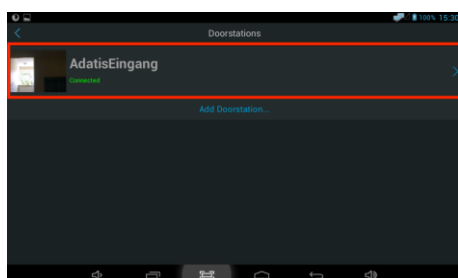 100% 15:30
Doorstations
AdatisEingang
Connected
Add Doorstation...